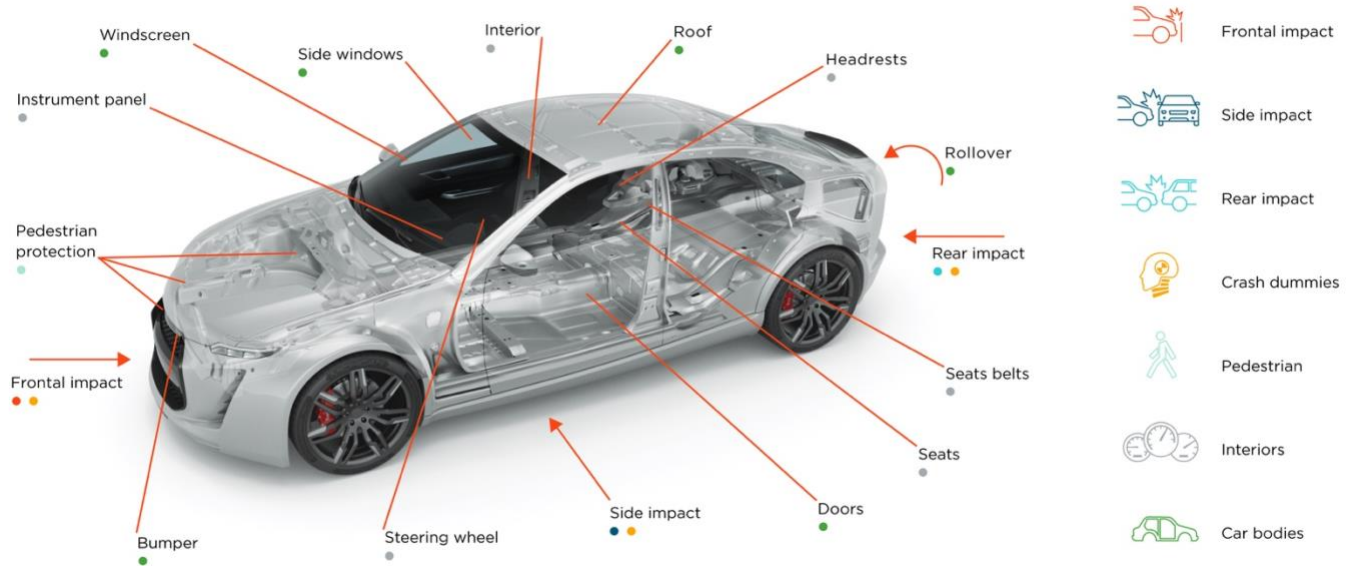 Windscreen
Side windows
Interior
Roof
Headrests
Instrument panel
Rollover
Pedestrian
protection
Rear impact
Frontal impact
Seats belts
Seats
Side impact
Doors
Steering wheel
Bumper
Frontal impact
Side impact
Rear impact
Crash dummies
Pedestrian
Interiors
Car bodies